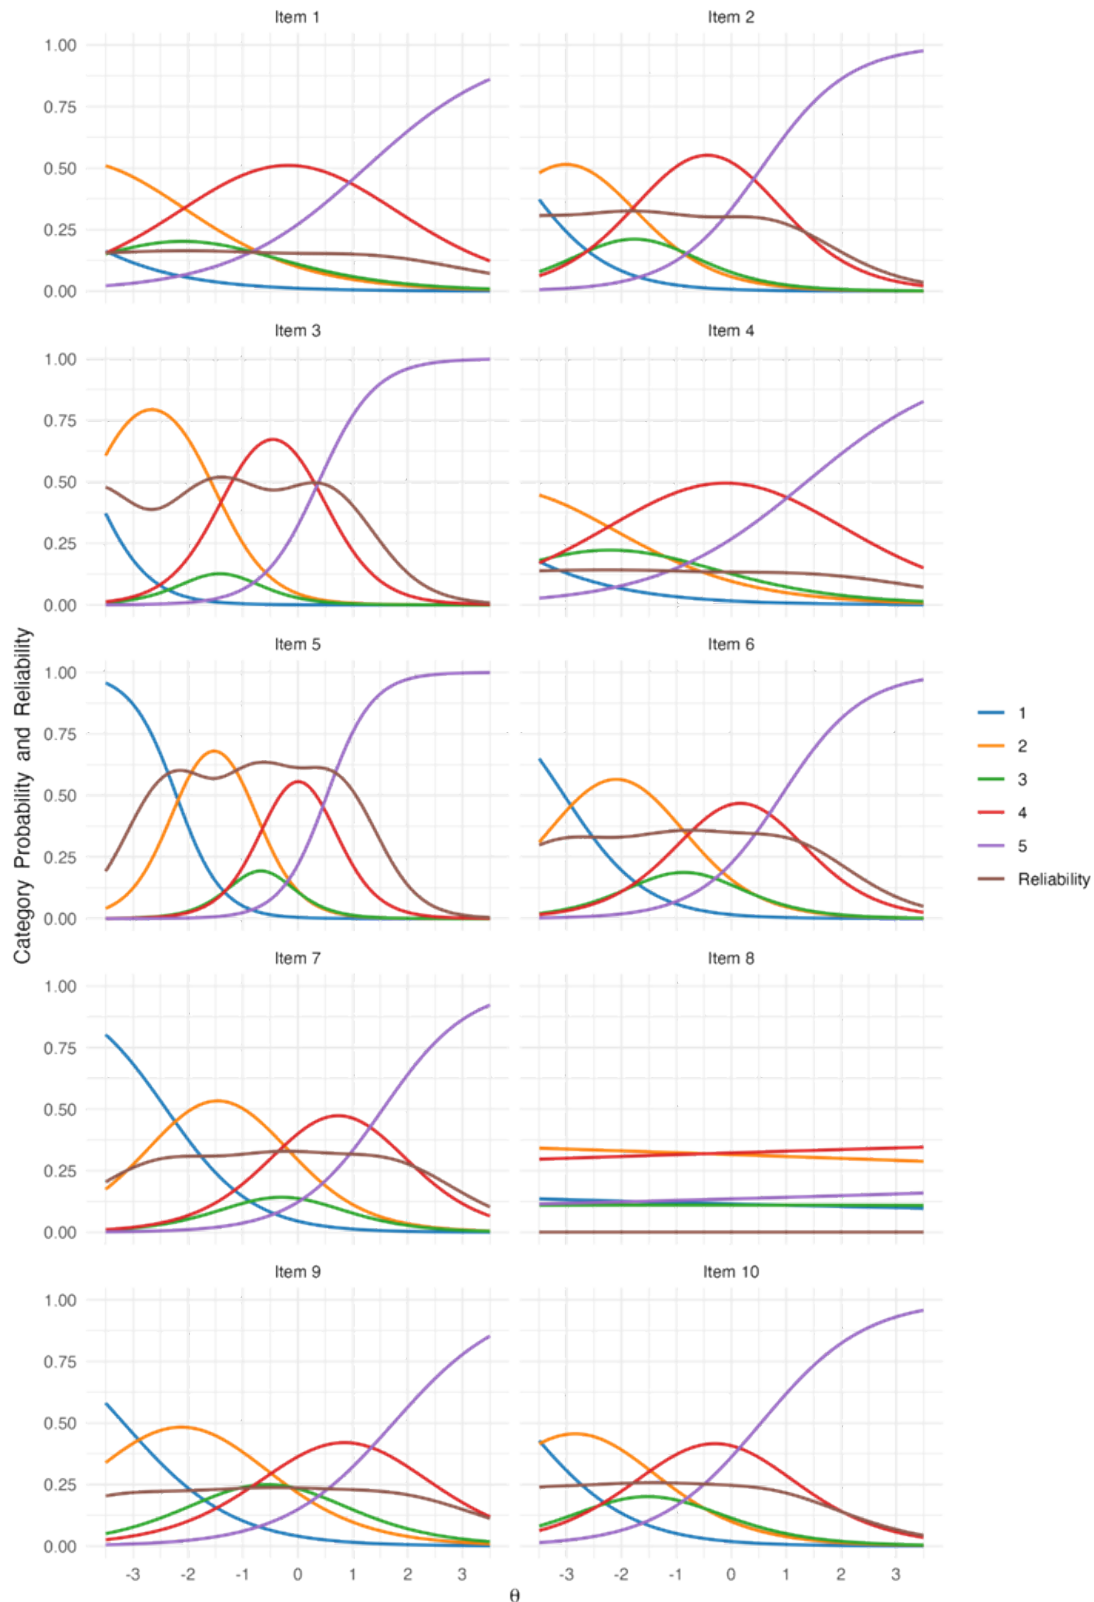 Item 1
Item 2
1.00
0.75
0.50
0.25
0.00
Item 3
Item 4
1.00
0.75
0.50
0.25
0.00
Item 5
Item 6
1.00
0.75
0.50
0.25
0.00
Item 7
Item 8
1.00
0.75
0.50
0.25
0.00
Item 9
Item 10
1.00
0.75
0.50
0.25
0.00
-3 -2 -1 0 1 2 3
-3 -2 -1 0 1 2 3
θ
Category Probability and Reliability
1
2
3
4
5
Reliability